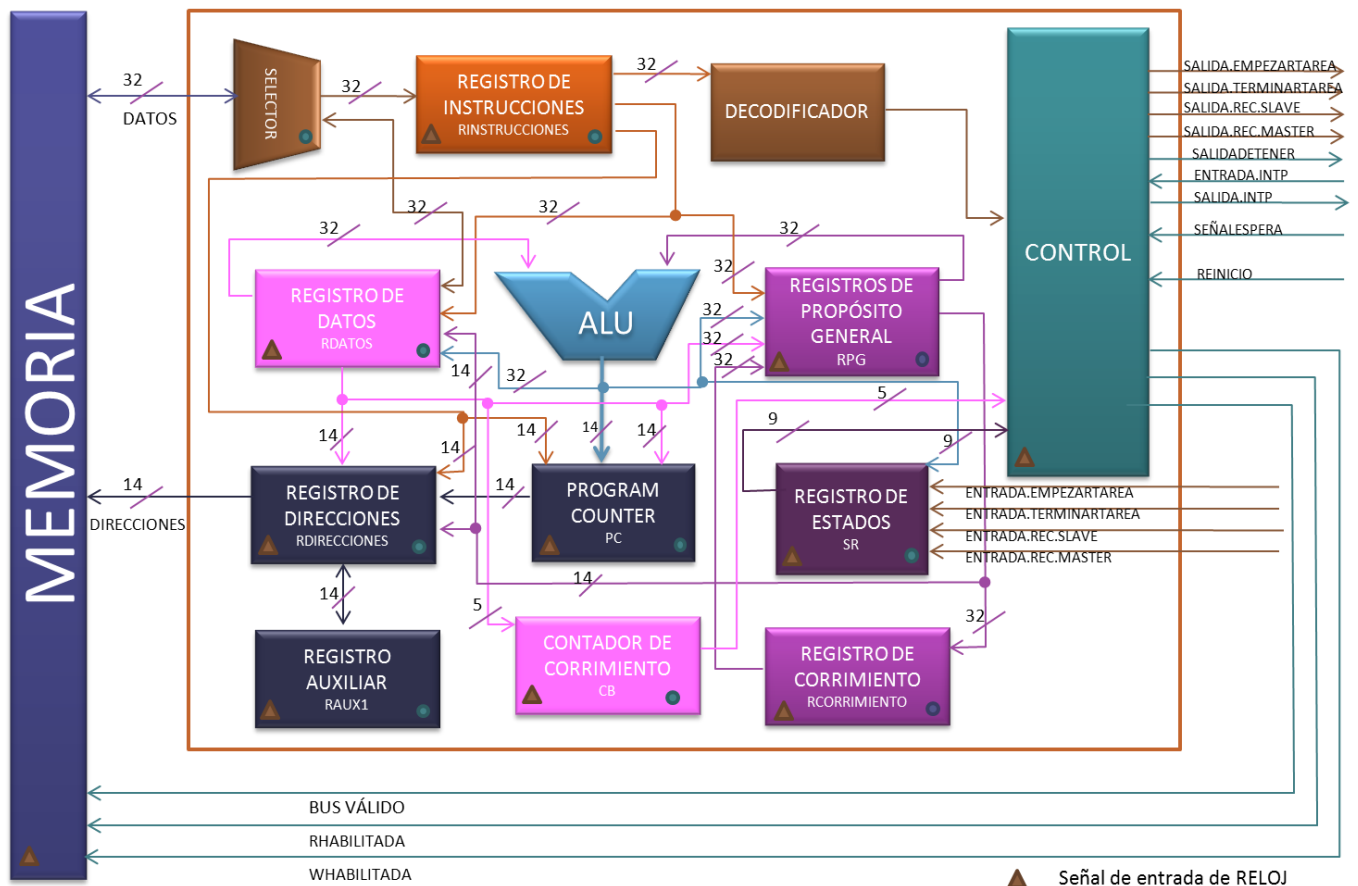 MEMORIA
32
DATOS
SELECTOR
32
REGISTRO DE
INSTRUCCIONES
RINSTRUCCIONES
32
DECODIFICADOR
CONTROL
SALIDA.EMPEZARTAREA
SALIDA.TERMINARTAREA
SALIDA.REC.SLAVE
SALIDA.REC.MASTER
SALIDADETENER
ENTRADA.INTP
SALIDA.INTP
SEÑALESPERA
REINICIO
32
32
32
32
32
REGISTRO DE
DATOS
RDATOS
ALU
REGISTROS DE
PROPÓSITO
GENERAL
RPG
32
32
32
14
32
5
14
14
14
14
14
9
9
14
DIRECCIONES
REGISTRO DE
DIRECCIONES
RDIRECCIONES
14
PROGRAM
COUNTER
PC
REGISTRO DE
ESTADOS
SR
ENTRADA.EMPEZARTAREA
ENTRADA.TERMINARTAREA
ENTRADA.REC.SLAVE
ENTRADA.REC.MASTER
14
5
14
32
REGISTRO
AUXILIAR
RAUX1
CONTADOR DE
CORRIMIENTO
CB
REGISTRO DE
CORRIMIENTO
RCORRIMIENTO
BUS VÁLIDO
RHABILITADA
WHABILITADA
Señal de entrada de RELOJ